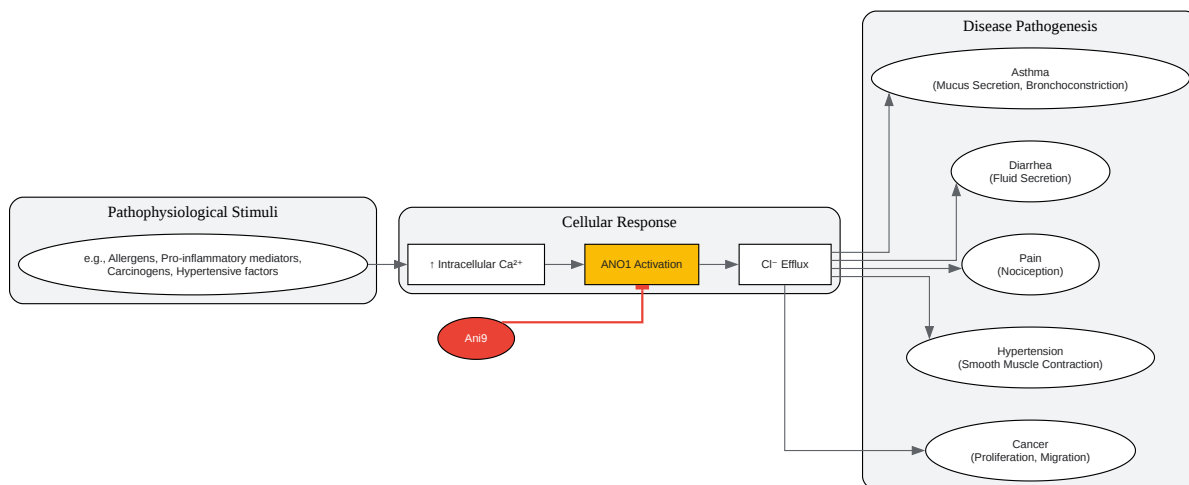 Pathophysiological Stimuli
e.g., Allergens, Pro-inflammatory mediators,
Carcinogens, Hypertensive factors
Cellular Response
↑ Intracellular Ca²⁺
ANO1 Activation
Cl⁻ Efflux
Ani9
Disease Pathogenesis
Asthma
(Mucus Secretion, Bronchoconstriction)
Diarrhea
(Fluid Secretion)
Pain
(Nociception)
Hypertension
(Smooth Muscle Contraction)
Cancer
(Proliferation, Migration)